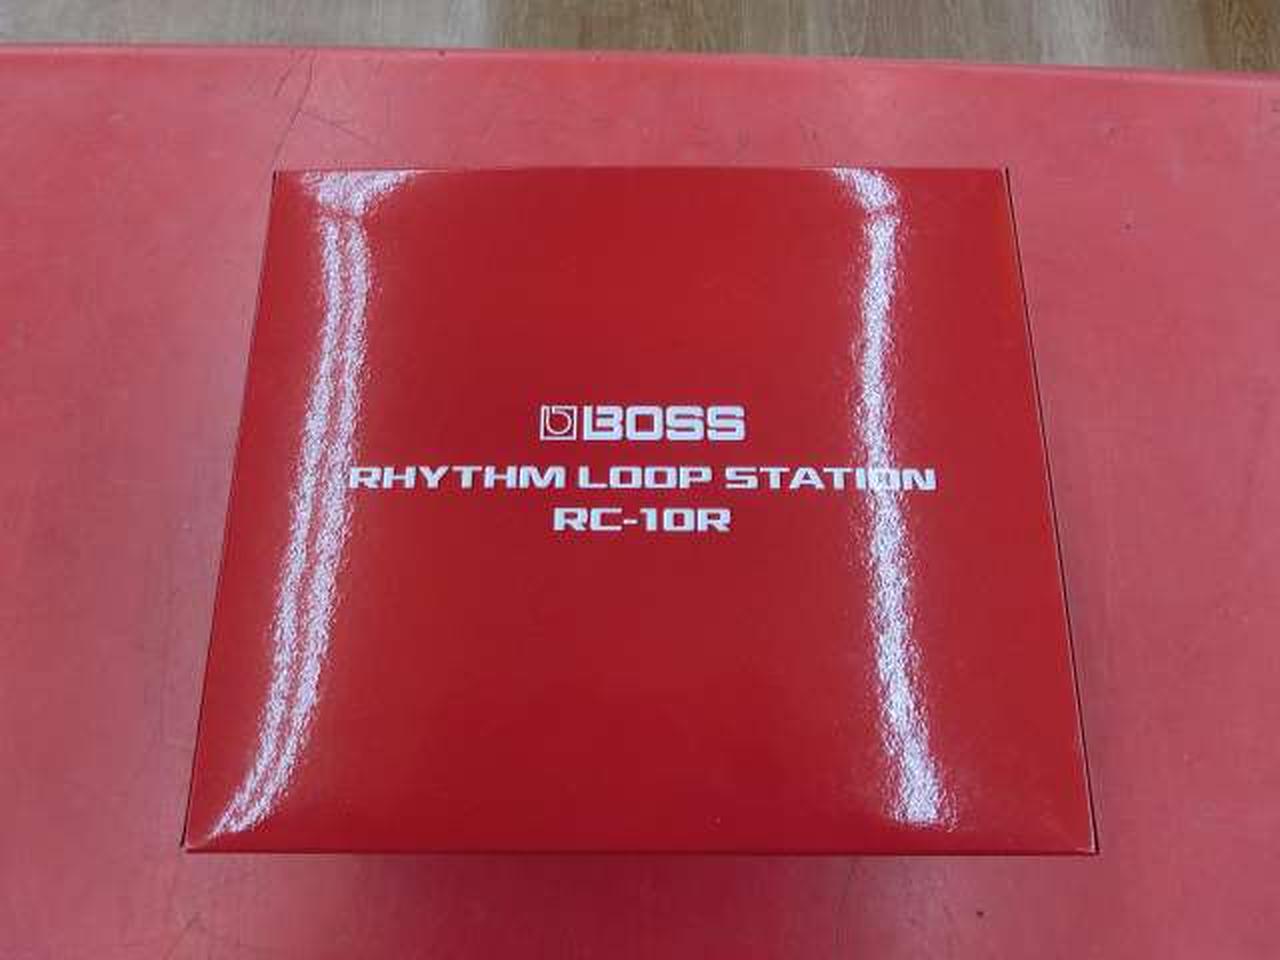 BOSS
RHYTHM LOOP STATION
RC-10R